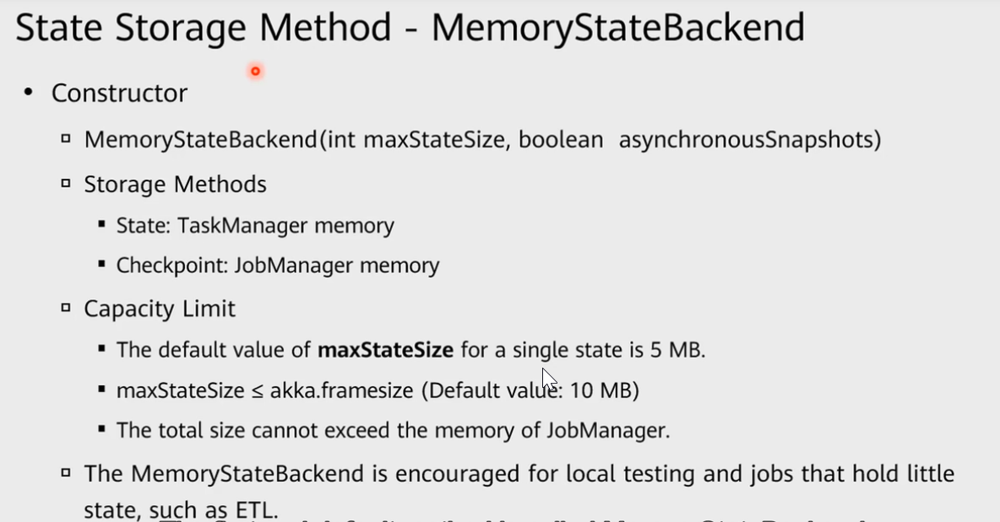 State Storage Method - MemoryStateBackend
• Constructor
▫ MemoryStateBackend(int maxStateSize, boolean asynchronousSnapshots)
▫ Storage Methods
▪ State: TaskManager memory
▪ Checkpoint: JobManager memory
▫ Capacity Limit
▪ The default value of maxStateSize for a single state is 5 MB.
▪ maxStateSize ≤ akka.framesize (Default value: 10 MB)
▪ The total size cannot exceed the memory of JobManager.
▫ The MemoryStateBackend is encouraged for local testing and jobs that hold little
state, such as ETL.